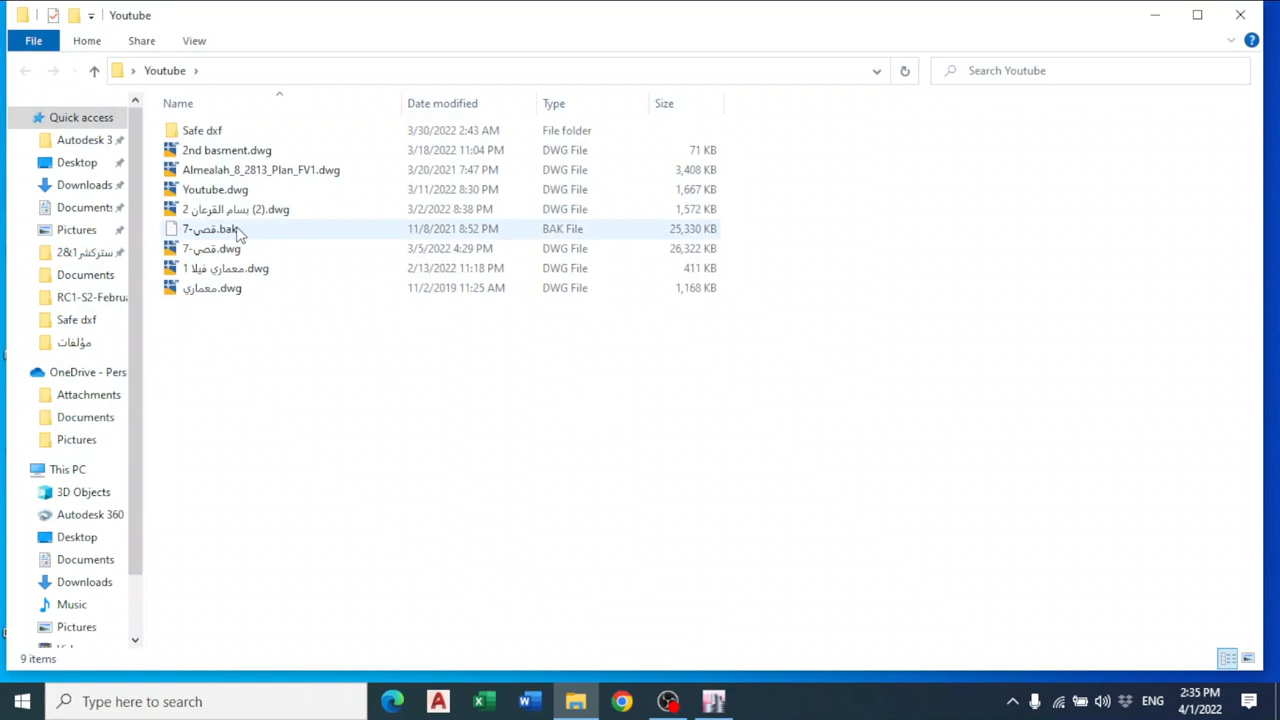 Youtube
File
Home
Share
View
Youtube
Search Youtube
Name
Date modified
Type
Size
Quick access
Autodesk 3
Desktop
Downloads
Documents
Pictures
ستركشر1&2
Documents
RC1-S2-Februa
Safe dxf
مؤلفات
OneDrive - Pers
Attachments
Documents
Pictures
This PC
3D Objects
Autodesk 360
Desktop
Documents
Downloads
Music
Pictures
Safe dxf 3/30/2022 2:43 AM File folder
2nd basment.dwg 3/18/2022 11:04 PM DWG File 71 KB
Almealah_8_2813_Plan_FV1.dwg 3/20/2021 7:47 PM DWG File 3,408 KB
Youtube.dwg 3/11/2022 8:30 PM DWG File 1,667 KB
2 بسام القرعان (2).dwg 3/2/2022 8:38 PM DWG File 1,572 KB
7-قصي.bak 11/8/2021 8:52 PM BAK File 25,330 KB
7-قصي.dwg 3/5/2022 4:29 PM DWG File 26,322 KB
1 معماري فيلا.dwg 2/13/2022 11:18 PM DWG File 411 KB
معماري.dwg 11/2/2019 11:25 AM DWG File 1,168 KB
9 items
Type here to search
ENG
2:35 PM
4/1/2022